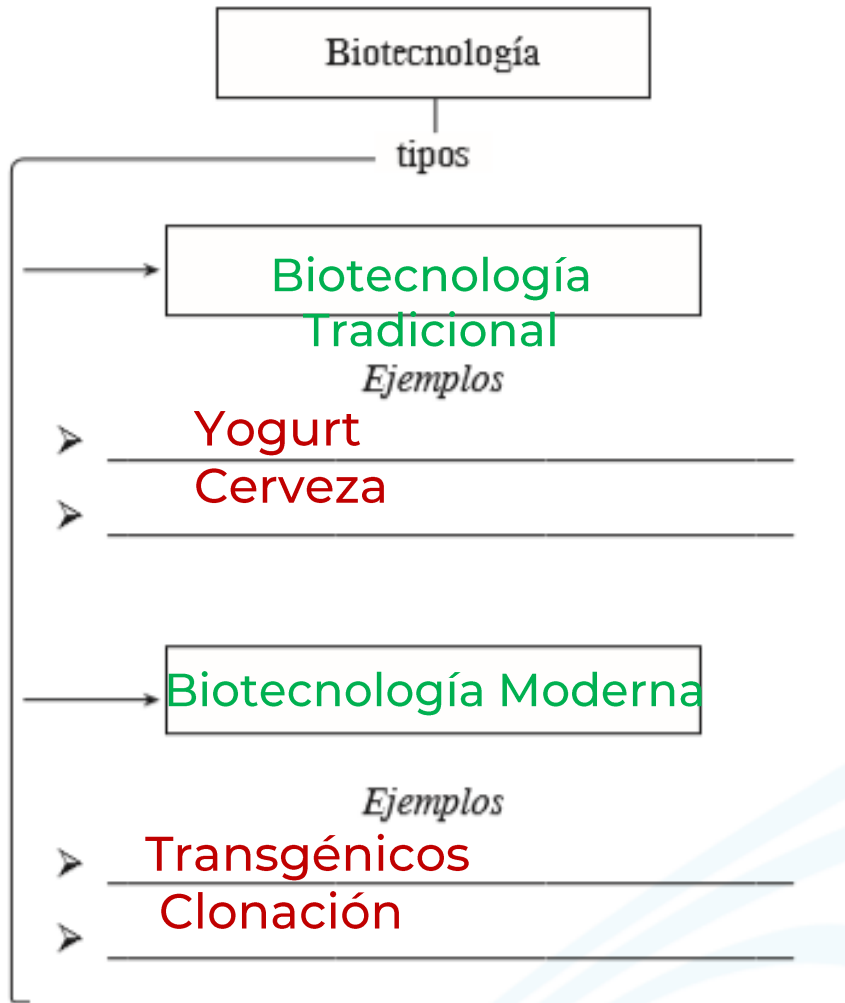 Biotecnología
tipos
Biotecnología
Tradicional
Ejemplos
Yogurt
Cerveza
Biotecnología Moderna
Ejemplos
Transgénicos
Clonación